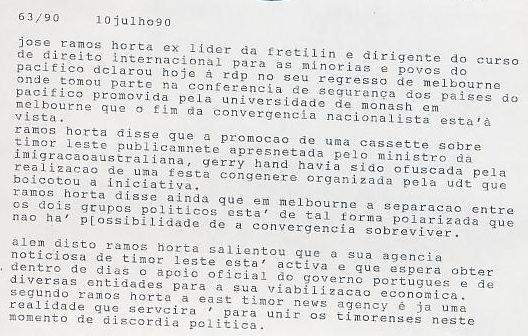 63/90     10julho90
jose ramos horta ex lider da fretilin e dirigente do curso
de direito internacional para as minorias e povos do
pacifico dclarou hoje á rdp no seu regresso de melbourne
onde tomou parte na conferencia de segurança dos paises do
pacifico promovida pela universidade de monash em
melbourne que o fim da convergencia nacionalista esta'à
vista.
ramos horta disse que a promocao de uma cassette sobre
timor leste publicamnete apresnetada pelo ministro da
imigracaoaustraliana, gerry hand havia sido ofuscada pela
realizacao de uma festa congenere organizada pela udt que
boicotou a iniciativa.
ramos horta disse ainda que em melbourne a separacao entre
os dois grupos politicos esta' de tal forma polarizada que
nao ha' p[ossibilidade de a convergencia sobreviver.
alem disto ramos horta salientou que a sua agencia
noticiosa de timor leste esta' activa e que espera obter
dentro de dias o apoio oficial do governo portugues e de
diversas entidades para a sua viabilizacao economica.
segundo ramos horta a east timor news agency é ja uma
realidade que servcira ' para unir os timorenses neste
momento de discordia politica.